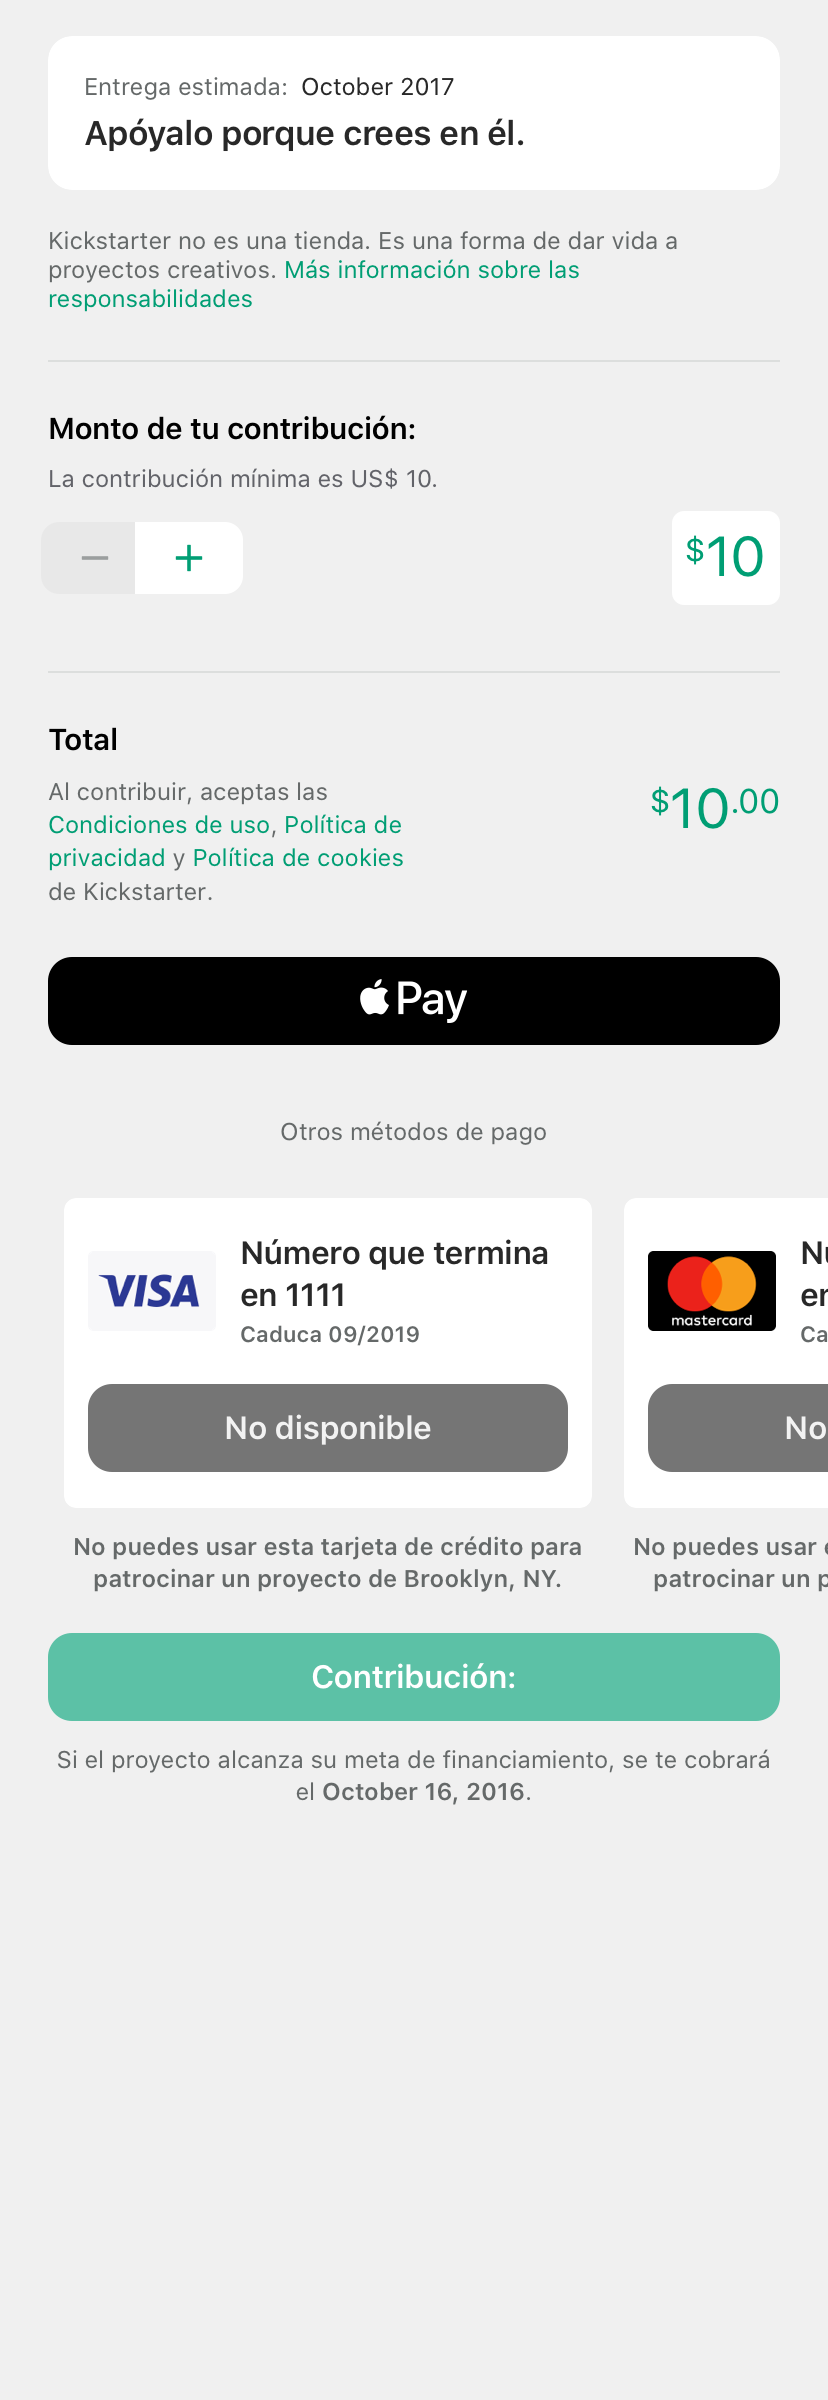 Entrega estimada: October 2017
Apóyalo porque crees en él.
Kickstarter no es una tienda. Es una forma de dar vida a
proyectos creativos. Más información sobre las
responsabilidades
Monto de tu contribución:
La contribución mínima es US$ 10.
− +
$10
Total
Al contribuir, aceptas las
Condiciones de uso, Política de
privacidad y Política de cookies
de Kickstarter.
$10.00
Pay
Otros métodos de pago
VISA
Número que termina
en 1111
Caduca 09/2019
No disponible
No puedes usar esta tarjeta de crédito para
patrocinar un proyecto de Brooklyn, NY.
mastercard
No
No puedes usar
patrocinar un
Contribución:
Si el proyecto alcanza su meta de financiamiento, se te cobrará
el October 16, 2016.